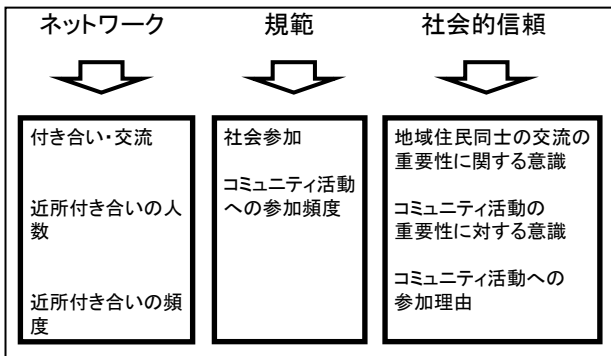 ネットワーク
規範
社会的信頼
付き合い・交流
近所付き合いの人
数
近所付き合いの頻
度
社会参加
コミュニティ活動
への参加頻度
地域住民同士の交流の
重要性に関する意識
コミュニティ活動の
重要性に対する意識
コミュニティ活動への
参加理由